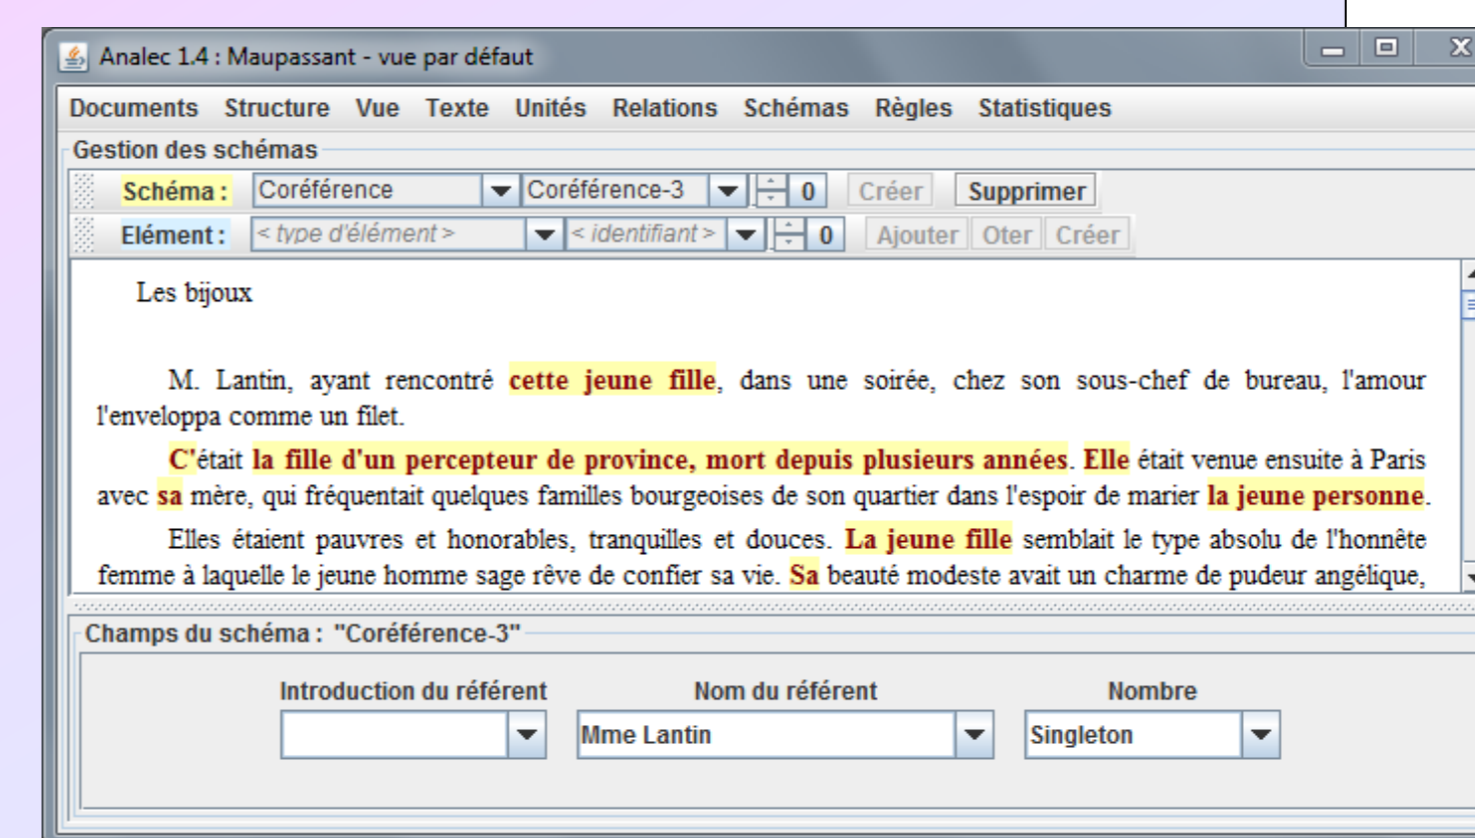 Analec 1.4 : Maupassant - vue par défaut
Documents Structure Vue Texte Unités Relations Schémas Règles Statistiques
Gestion des schémas
Schéma : Coréférence Coréférence-3 0 Créer Supprimer
Elément : < type d'élément > < identifiant > 0 Ajouter Oter Créer
Les bijoux
M. Lantin, ayant rencontré cette jeune fille, dans une soirée, chez son sous-chef de bureau, l'amour
l'enveloppa comme un filet.
C'était la fille d'un percepteur de province, mort depuis plusieurs années. Elle était venue ensuite à Paris
avec sa mère, qui fréquentait quelques familles bourgeoises de son quartier dans l'espoir de marier la jeune personne.
Elles étaient pauvres et honorables, tranquilles et douces. La jeune fille semblait le type absolu de l'honnête
femme à laquelle le jeune homme sage rêve de confier sa vie. Sa beauté modeste avait un charme de pudeur angélique,
Champs du schéma : "Coréférence-3"
Introduction du référent Nom du référent Nombre
Mme Lantin Singleton